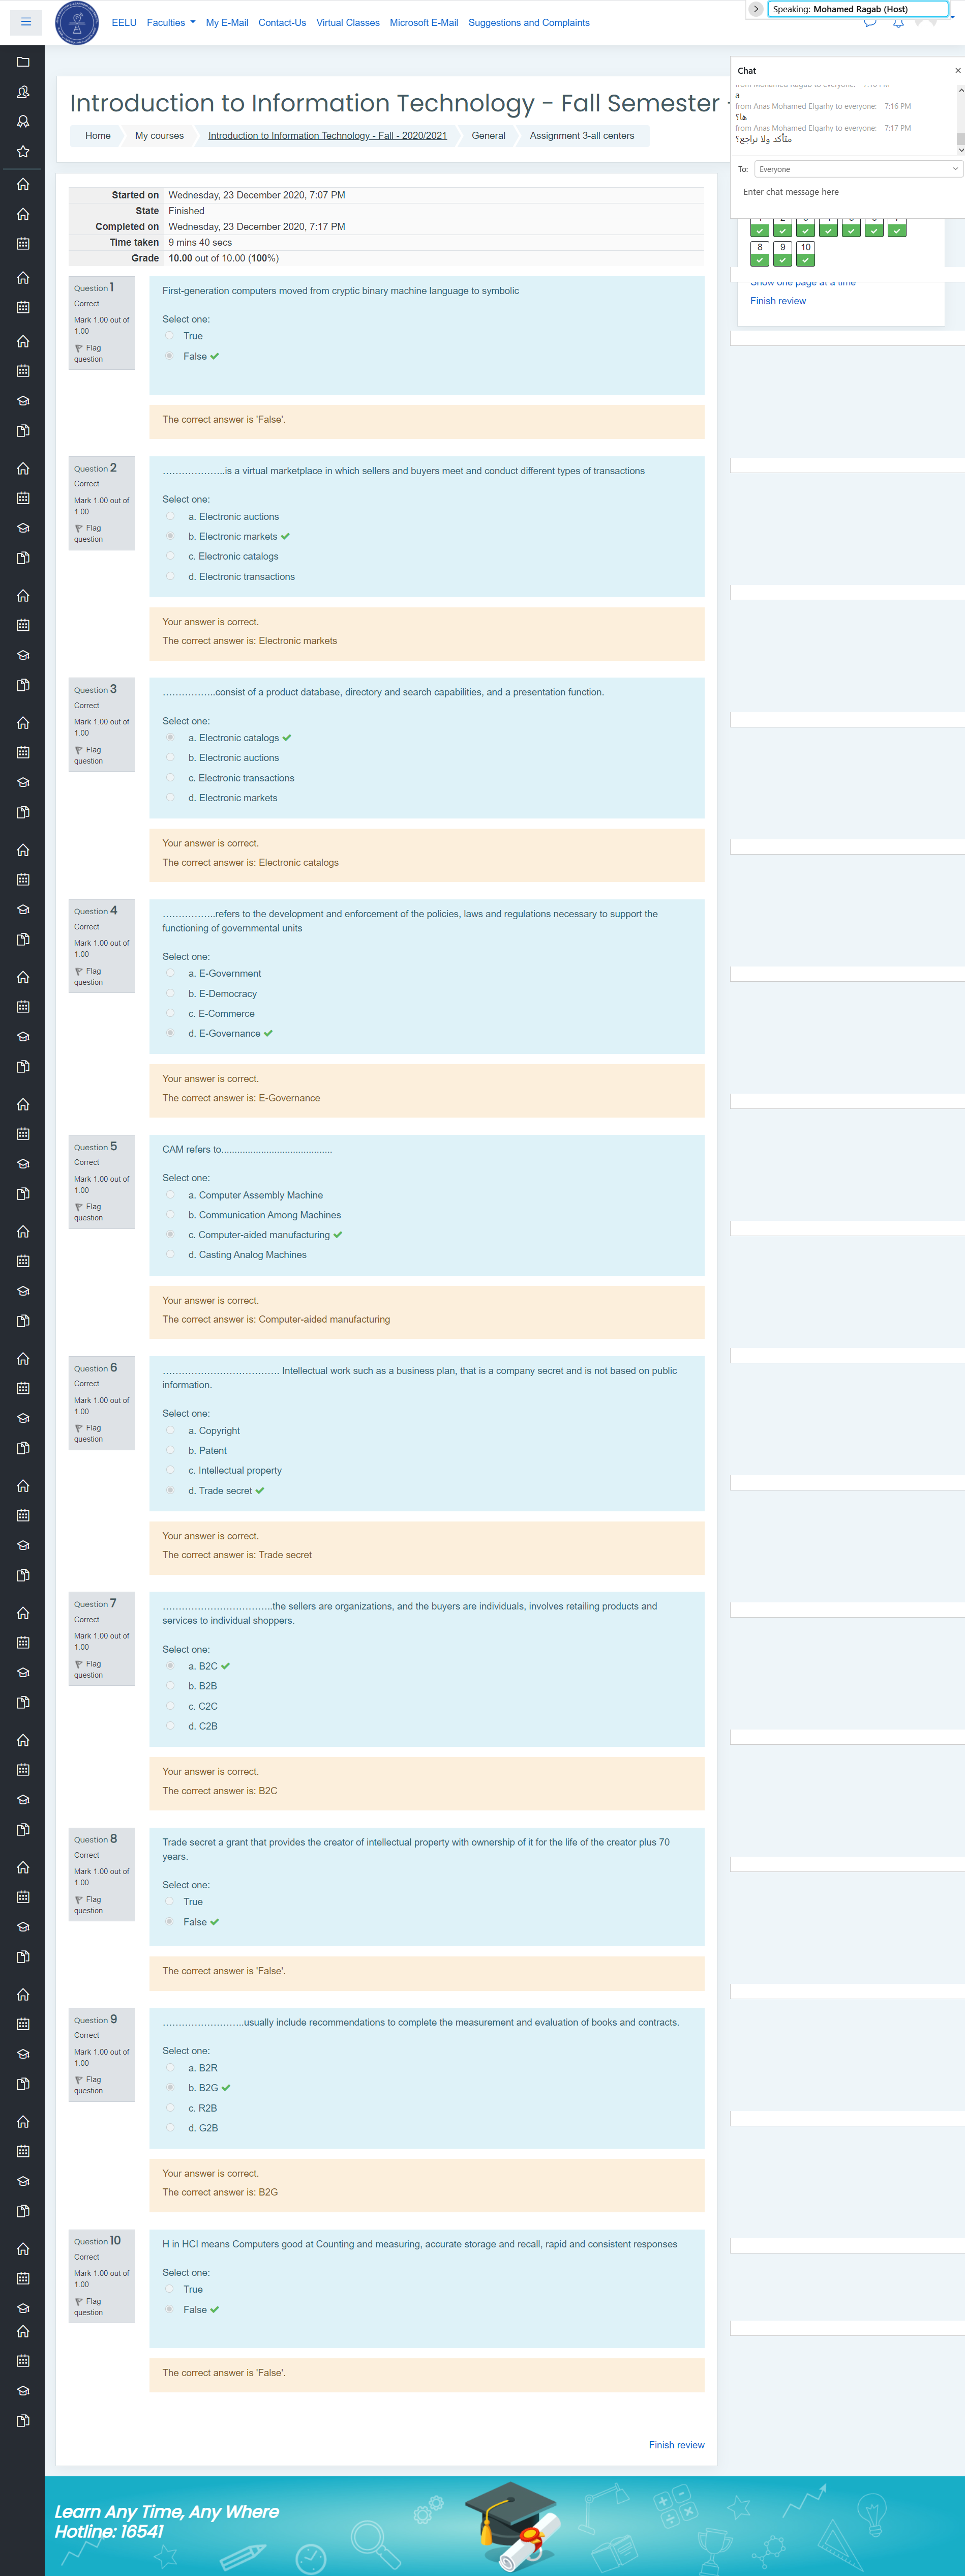 EELU Faculties My E-Mail Contact-Us Virtual Classes Microsoft E-Mail Suggestions and Complaints
Speaking: Mohamed Ragab (Host)
Introduction to Information Technology - Fall Semester
Home My courses Introduction to Information Technology - Fall - 2020/2021 General Assignment 3-all centers
Chat
a
from Anas Mohamed Elgarhy to everyone: 7:16 PM
ها؟
from Anas Mohamed Elgarhy to everyone: 7:17 PM
متأكد ولا نراجع؟
To: Everyone
Enter chat message here
8 9 10
Show one page at a time
Finish review
Started on Wednesday, 23 December 2020, 7:07 PM
State Finished
Completed on Wednesday, 23 December 2020, 7:17 PM
Time taken 9 mins 40 secs
Grade 10.00 out of 10.00 (100%)
Question 1
Correct
Mark 1.00 out of
1.00
Flag
question
First-generation computers moved from cryptic binary machine language to symbolic
Select one:
True
False
The correct answer is 'False'.
Question 2
Correct
Mark 1.00 out of
1.00
Flag
question
………………..is a virtual marketplace in which sellers and buyers meet and conduct different types of transactions
Select one:
a. Electronic auctions
b. Electronic markets
c. Electronic catalogs
d. Electronic transactions
Your answer is correct.
The correct answer is: Electronic markets
Question 3
Correct
Mark 1.00 out of
1.00
Flag
question
……………..consist of a product database, directory and search capabilities, and a presentation function.
Select one:
a. Electronic catalogs
b. Electronic auctions
c. Electronic transactions
d. Electronic markets
Your answer is correct.
The correct answer is: Electronic catalogs
Question 4
Correct
Mark 1.00 out of
1.00
Flag
question
……………..refers to the development and enforcement of the policies, laws and regulations necessary to support the
functioning of governmental units
Select one:
a. E-Government
b. E-Democracy
c. E-Commerce
d. E-Governance
Your answer is correct.
The correct answer is: E-Governance
Question 5
Correct
Mark 1.00 out of
1.00
Flag
question
CAM refers to..........................................
Select one:
a. Computer Assembly Machine
b. Communication Among Machines
c. Computer-aided manufacturing
d. Casting Analog Machines
Your answer is correct.
The correct answer is: Computer-aided manufacturing
Question 6
Correct
Mark 1.00 out of
1.00
Flag
question
………………………………. Intellectual work such as a business plan, that is a company secret and is not based on public
information.
Select one:
a. Copyright
b. Patent
c. Intellectual property
d. Trade secret
Your answer is correct.
The correct answer is: Trade secret
Question 7
Correct
Mark 1.00 out of
1.00
Flag
question
……………………………..the sellers are organizations, and the buyers are individuals, involves retailing products and
services to individual shoppers.
Select one:
a. B2C
b. B2B
c. C2C
d. C2B
Your answer is correct.
The correct answer is: B2C
Question 8
Correct
Mark 1.00 out of
1.00
Flag
question
Trade secret a grant that provides the creator of intellectual property with ownership of it for the life of the creator plus 70
years.
Select one:
True
False
The correct answer is 'False'.
Question 9
Correct
Mark 1.00 out of
1.00
Flag
question
……………………..usually include recommendations to complete the measurement and evaluation of books and contracts.
Select one:
a. B2R
b. B2G
c. R2B
d. G2B
Your answer is correct.
The correct answer is: B2G
Question 10
Correct
Mark 1.00 out of
1.00
Flag
question
H in HCI means Computers good at Counting and measuring, accurate storage and recall, rapid and consistent responses
Select one:
True
False
The correct answer is 'False'.
Finish review
Learn Any Time, Any Where
Hotline: 16541